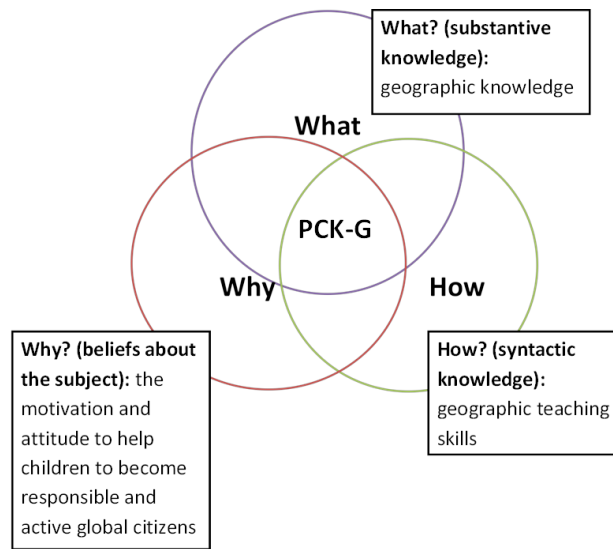 What? (substantive
knowledge):
geographic knowledge
What
PCK-G
Why
How
Why? (beliefs about
the subject): the
motivation and
attitude to help
children to become
responsible and
active global citizens
How? (syntactic
knowledge):
geographic teaching
skills